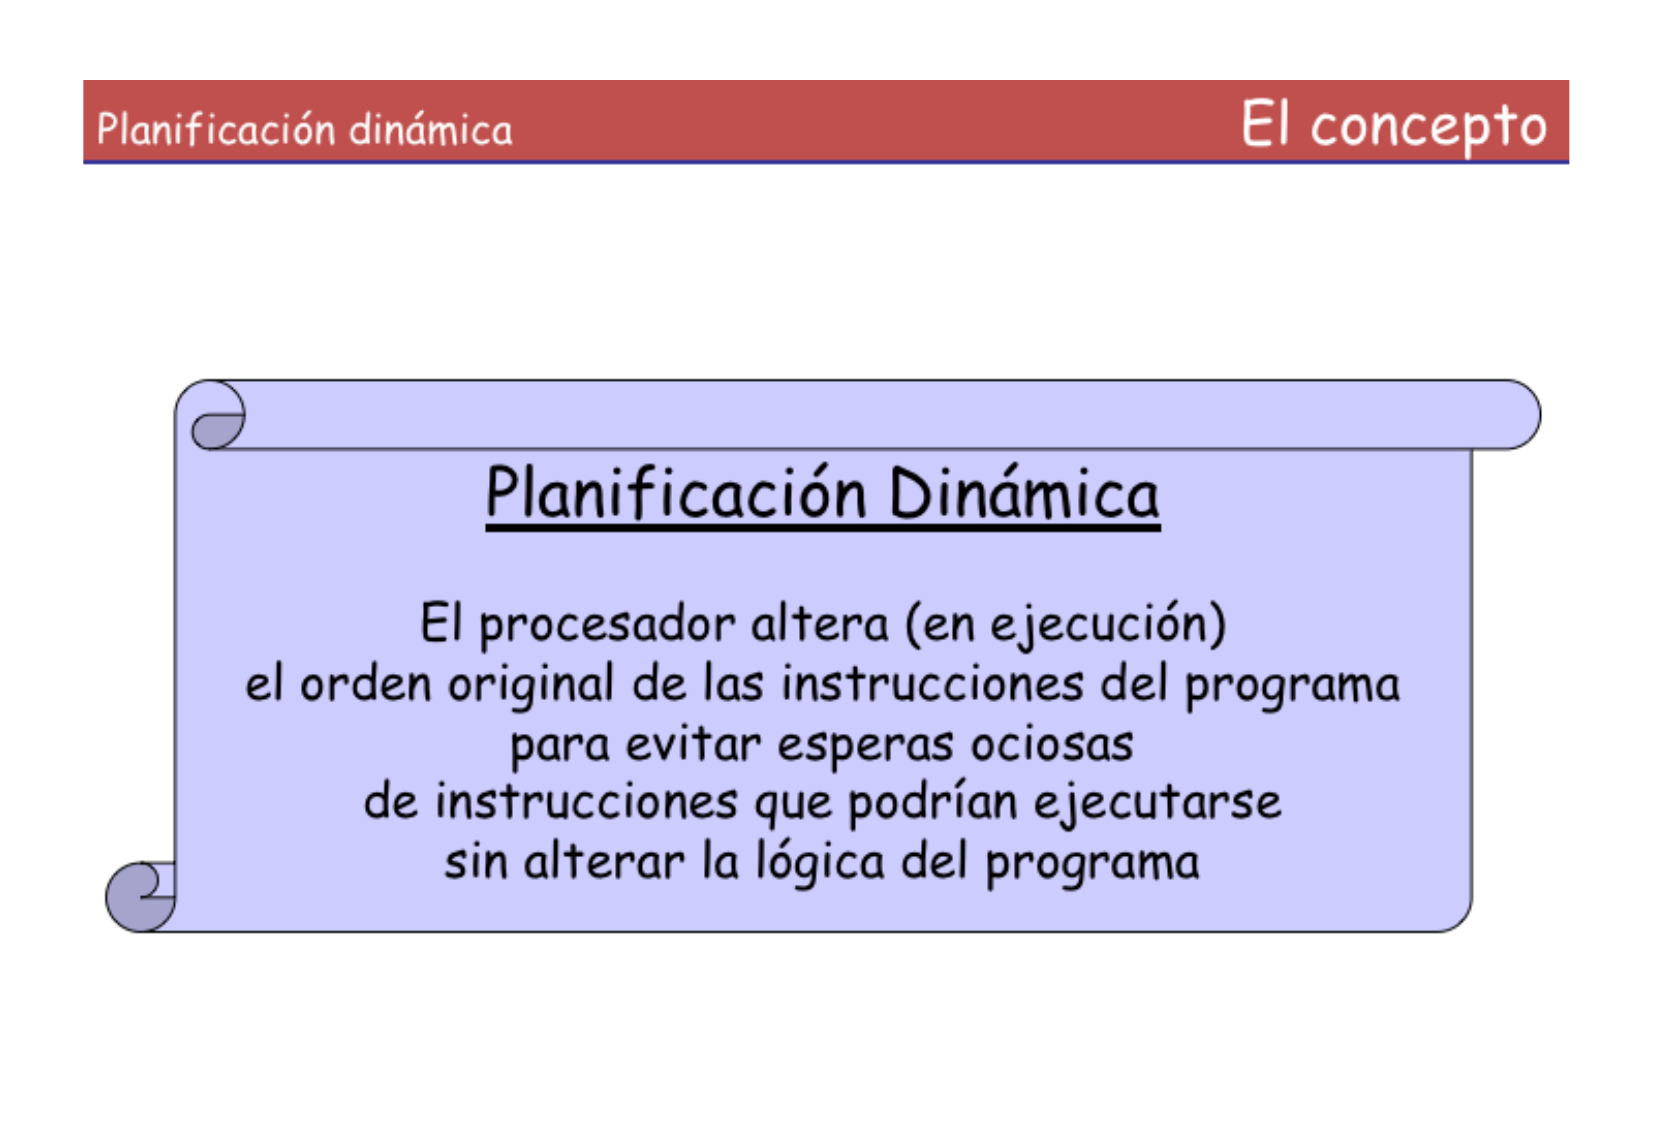 Planificación dinámica
El concepto
Planificación Dinámica
El procesador altera (en ejecución)
el orden original de las instrucciones del programa
para evitar esperas ociosas
de instrucciones que podrían ejecutarse
sin alterar la lógica del programa